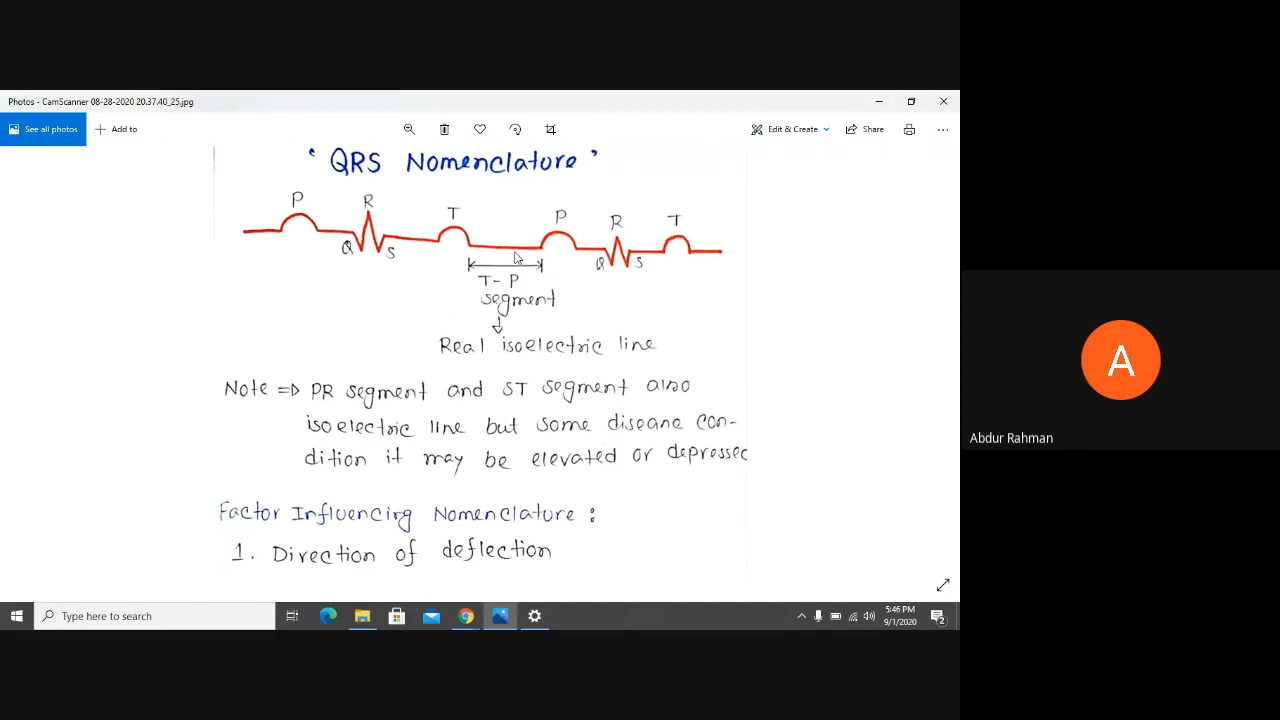 Photos - CamScanner 08-28-2020 20.37.40_25.jpg
See all photos
Add to
Edit & Create
Share
' QRS Nomenclature '
P R T P R T
Q S Q S
T - P
segment
Real isoelectric line
Note => PR segment and ST segment also
isoelectric line but some disease con-
dition it may be elevated or depressed
Factor Influencing Nomenclature :
1. Direction of deflection
A
Abdur Rahman
Type here to search
5:46 PM
9/1/2020
2